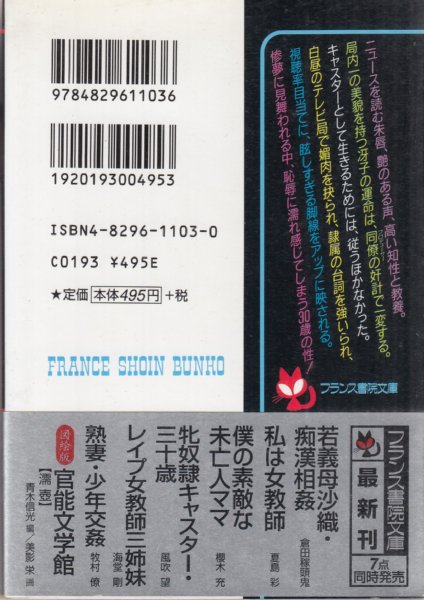 9784829611036
1920193004953
ISBN4-8296-1103-0
C0193 ¥495E
★定価 本体495円 +税
FRANCE SHOIN BUNKO
ニュースを読む朱唇、艶のある声、高い知性と教養。
局内一の美貌を持つ冴子の運命は、同僚の奸計で一変する。
キャスターとして生きるためには、従うほかなかった。
白昼のテレビ局で媚肉を抉られ、隷属の台詞を強いられ、
視聴率目当てに、眩しすぎる脚線をアップに映される。
惨夢に見舞われる中、恥辱に濡れ感じてしまう30歳の性!
フランス書院文庫
フランス書院文庫
最新刊
7点
同時発売
若義母沙織・
痴漢相姦
倉田稼頭鬼
私は女教師
夏島 彩
僕の素敵な
未亡人ママ
櫻木 充
牝奴隷キャスター・
三十歳
風吹 望
レイプ女教師三姉妹
海堂 剛
熟妻・少年交姦
牧村 僚
図絵版
官能文学館
【濡壺】
青木信光 編/美影 栄 画